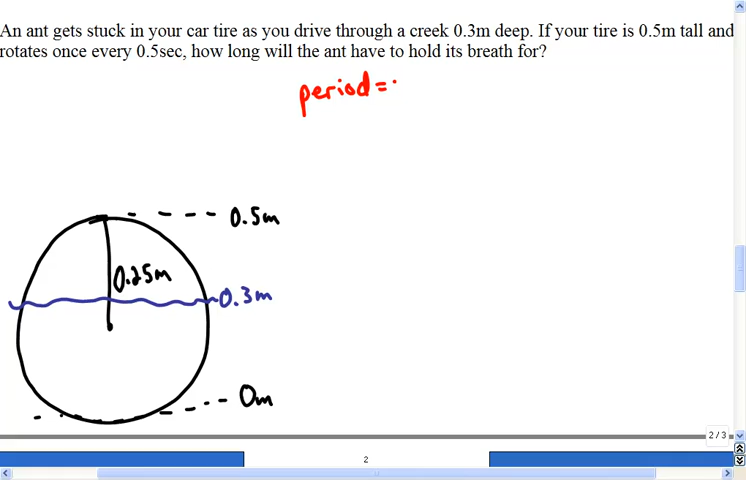 An ant gets stuck in your car tire as you drive through a creek 0.3m deep. If your tire is 0.5m tall and
rotates once every 0.5sec, how long will the ant have to hold its breath for?
period=
0.5m
0.25m
0.3m
0m
2 / 3
2